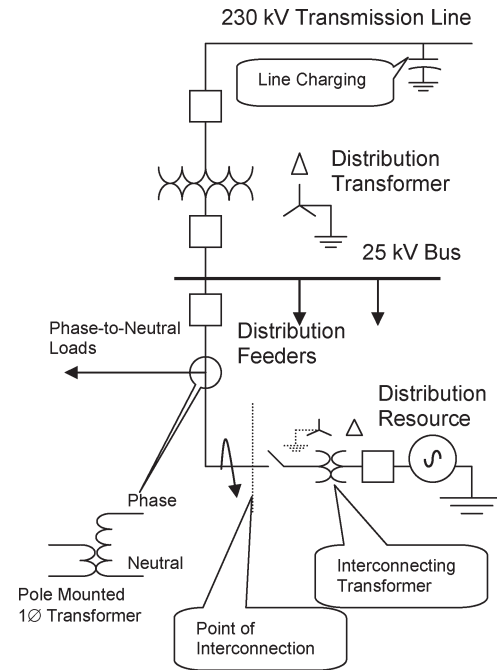 230 kV Transmission Line
Line Charging
Distribution
Transformer
25 kV Bus
Phase-to-Neutral
Loads
Distribution
Feeders
Distribution
Resource
Phase
Neutral
Pole Mounted
1∅ Transformer
Interconnecting
Transformer
Point of
Interconnection